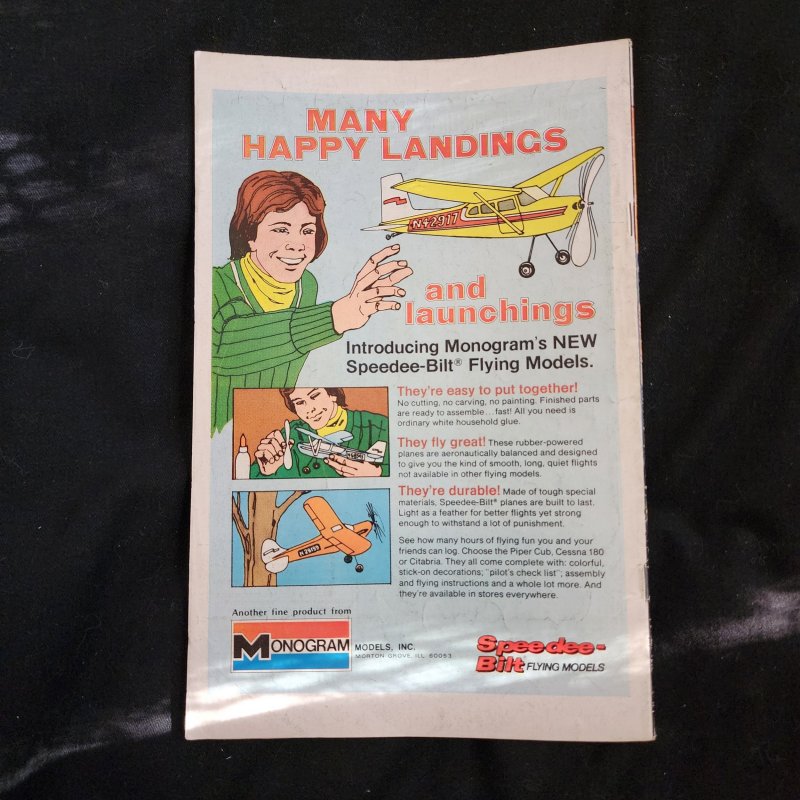 MANY
HAPPY LANDINGS
N42917
and
launchings
Introducing Monogram's NEW
Speedee-Bilt® Flying Models.
They're easy to put together!
No cutting, no carving, no painting. Finished parts
are ready to assemble...fast! All you need is
ordinary white household glue.
They fly great! These rubber-powered
planes are aeronautically balanced and designed
to give you the kind of smooth, long, quiet flights
not available in other flying models.
They're durable! Made of tough special
materials, Speedee-Bilt® planes are built to last.
Light as a feather for better flights yet strong
enough to withstand a lot of punishment.
See how many hours of flying fun you and your
friends can log. Choose the Piper Cub, Cessna 180
or Citabria. They all come complete with: colorful,
stick-on decorations; "pilot's check list"; assembly
and flying instructions and a whole lot more. And
they're available in stores everywhere.
Another fine product from
MONOGRAM MODELS, INC.
MORTON GROVE, ILL. 60053
Speedee-
Bilt® FLYING MODELS